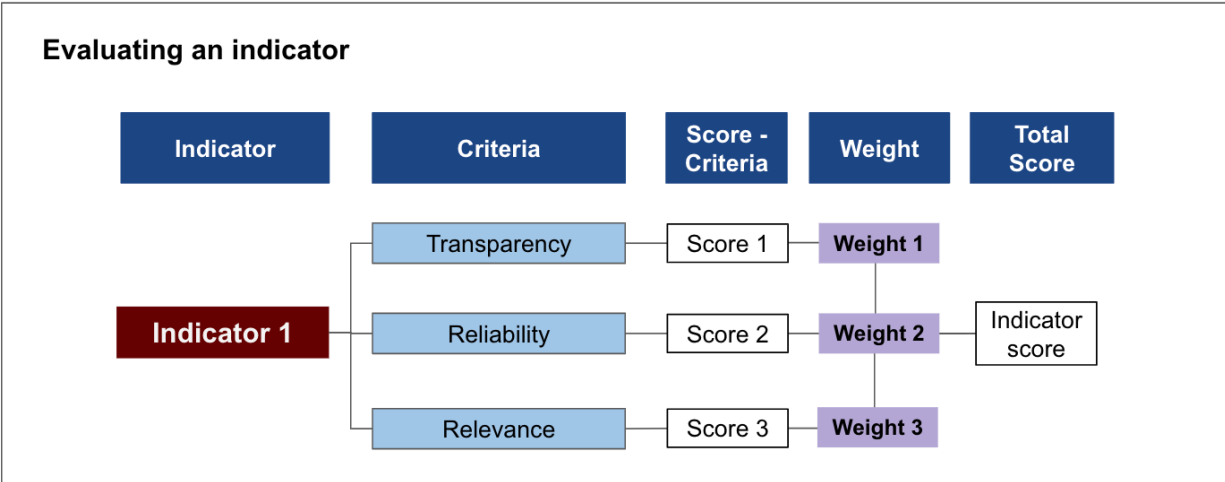 Evaluating an indicator
Indicator
Criteria
Score -
Criteria
Weight
Total
Score
Transparency
Score 1
Weight 1
Indicator 1
Reliability
Score 2
Weight 2
Indicator
score
Relevance
Score 3
Weight 3